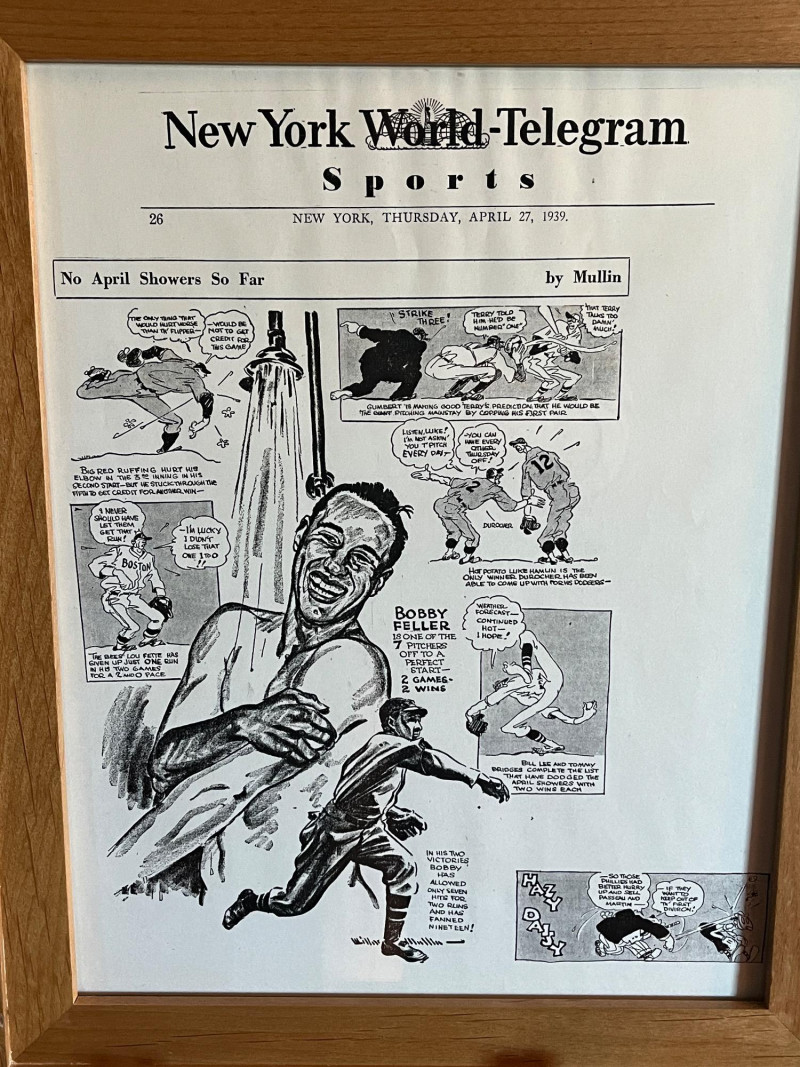 New York World-Telegram
Sports
26 NEW YORK, THURSDAY, APRIL 27, 1939.
No April Showers So Far by Mullin
THE ONLY THING THAT
WOULD HURT WORSE
THAN TH' FLIPPER—
—WOULD BE
NOT TO GET
CREDIT FOR
THIS GAME!
BIG RED RUFFING HURT HIS
ELBOW IN THE 3RD INNING IN HIS
SECOND START—BUT HE STUCK THROUGH THE
FIFTH TO GET CREDIT FOR ANOTHER WIN—
"STRIKE
THREE!"
TERRY TOLD
HIM HE'D BE
NUMBER "ONE"
THAT TERRY
TALKS TOO
DAMN'
MUCH!
GUMBERT IS MAKING GOOD TERRY'S PREDICTION THAT HE WOULD BE
THE GIANT PITCHING MAINSTAY BY COPPING HIS FIRST PAIR
LISTEN, LUKE!
I'M NOT ASKIN'
YOU T' PITCH
EVERY DAY—
—YOU CAN
HAVE EVERY
OTHER
THURSDAY
OFF!
2
12
DUROCHER
HOT POTATO LUKE HAMLIN IS THE
ONLY WINNER DUROCHER HAS BEEN
ABLE TO COME UP WITH FOR HIS DODGERS—
I NEVER
SHOULD HAVE
LET THEM
GET THAT
RUN!
—I'M LUCKY
I DIDN'T
LOSE THAT
ONE 1 TO 0
!!
BOSTON
THE BEES' LOU FETTE HAS
GIVEN UP JUST ONE RUN
IN HIS TWO GAMES
FOR A 2 AND 0 PACE
BOBBY
FELLER
IS ONE OF THE
7 PITCHERS
OFF TO A
PERFECT
START—
2 GAMES-
2 WINS
WEATHER
FORECAST—
CONTINUED
HOT—
I HOPE!
BILL LEE AND TOMMY
BRIDGES COMPLETE THE LIST
THAT HAVE DODGED THE
APRIL SHOWERS WITH
TWO WINS EACH
IN HIS TWO
VICTORIES
BOBBY
HAS
ALLOWED
ONLY SEVEN
HITS FOR
TWO RUNS
AND HAS
FANNED
NINETEEN!
Willard Mullin
HAZY
DAIZY
—SO THOSE
PHILLIES HAD
BETTER HURRY
UP AND SELL
PASSEAU AND
MARTIN—
—IF THEY
WANT TO
KEEP OUT OF
TH' FIRST
DIVISION!